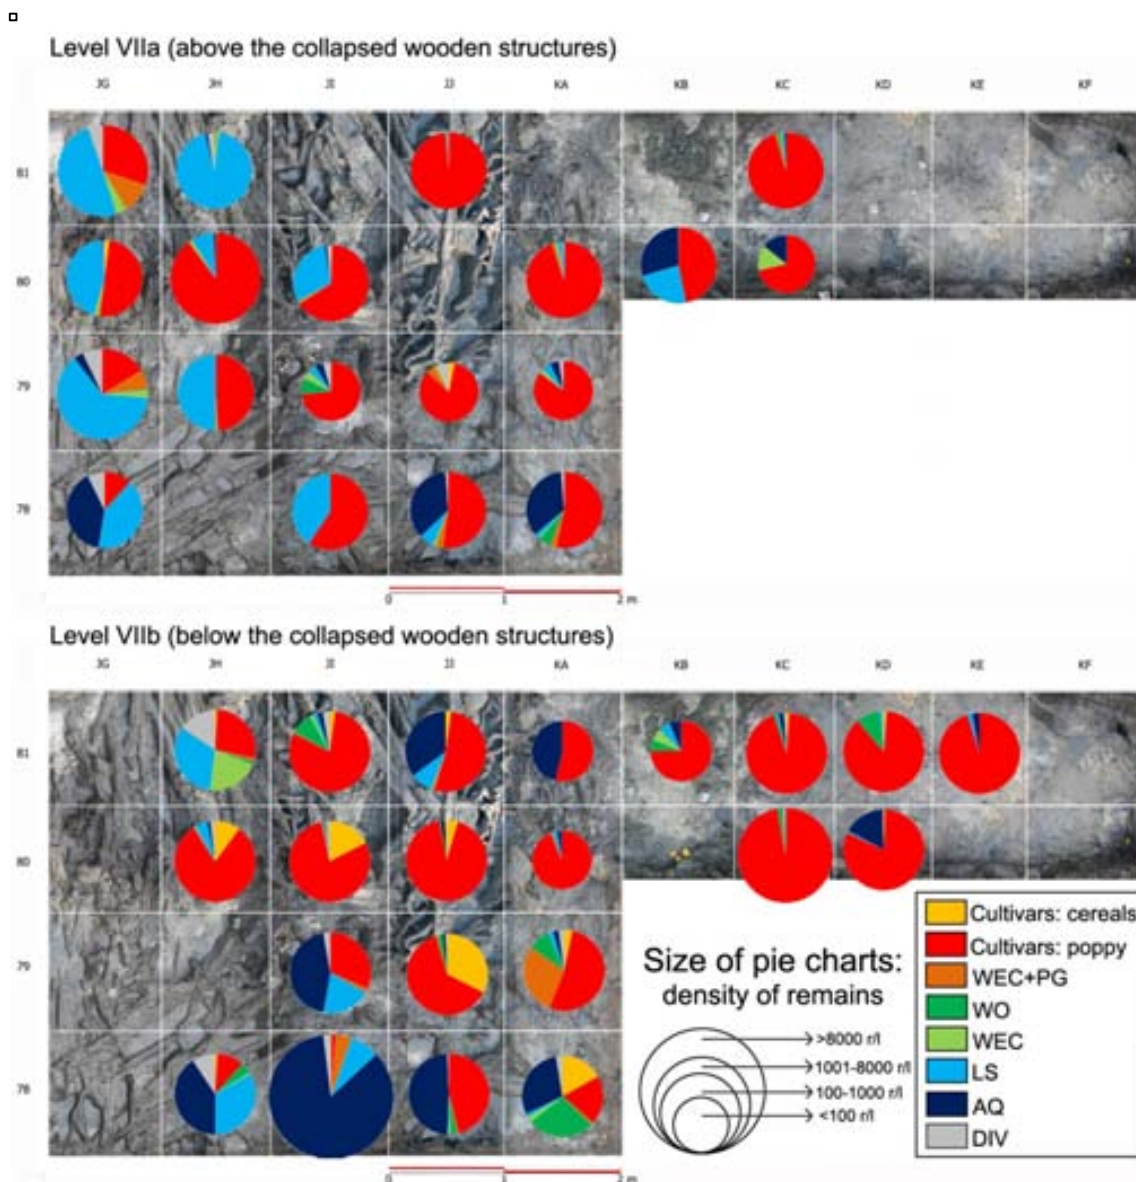 Level VIIa (above the collapsed wooden structures)
JG JH JI JJ KA KB KC KD KE KF
81
80
79
78
0 1 2 m
Level VIIb (below the collapsed wooden structures)
JG JH JI JJ KA KB KC KD KE KF
81
80
79
78
Size of pie charts:
density of remains
>8000 r/l
1001-8000 r/l
100-1000 r/l
<100 r/l
Cultivars: cereals
Cultivars: poppy
WEC+PG
WO
WEC
LS
AQ
DIV
0 1 2 m